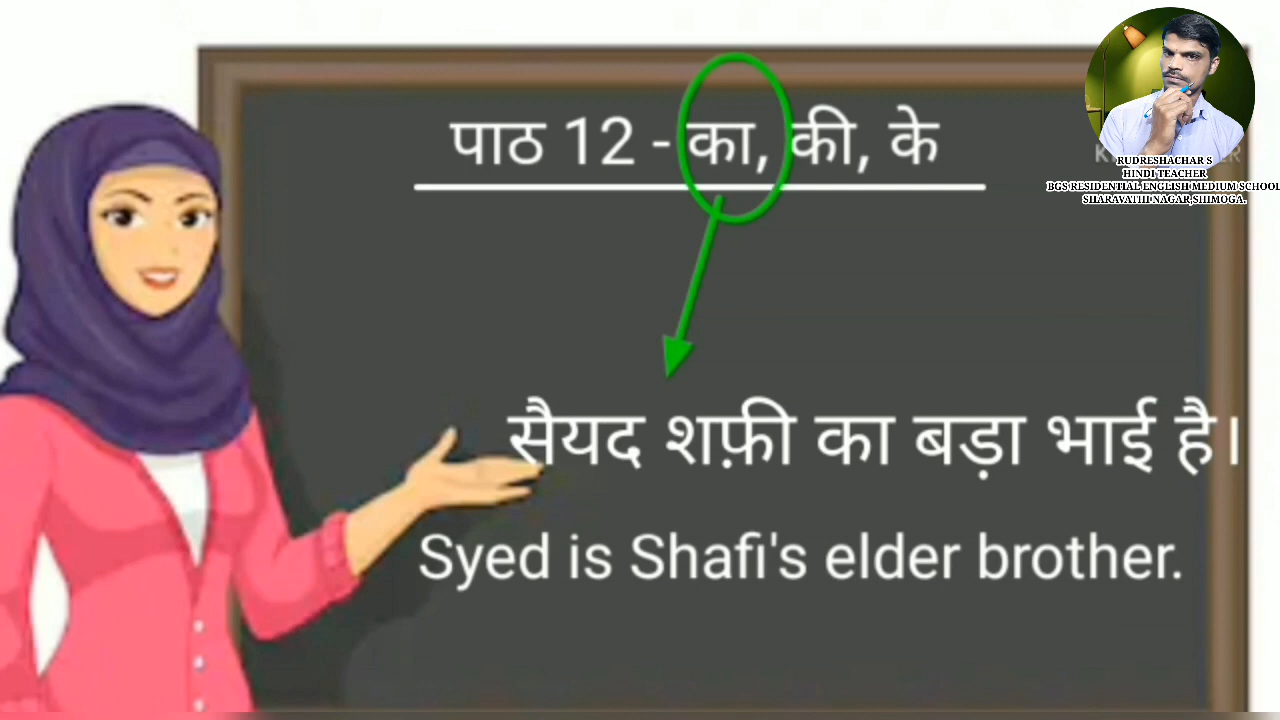 पाठ 12 - का, की, के
RUDRESHACHAR S
HINDI TEACHER
BGS RESIDENTIAL ENGLISH MEDIUM SCHOOL
SHARAVATHI NAGAR,SHIMOGA.
सैयद शफ़ी का बड़ा भाई है।
Syed is Shafi's elder brother.